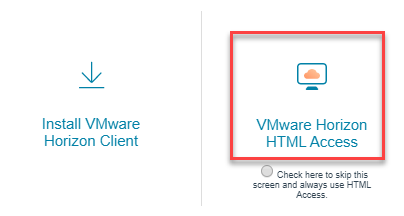 Install VMware
Horizon Client
VMware Horizon
HTML Access
Check here to skip this
screen and always use HTML
Access.